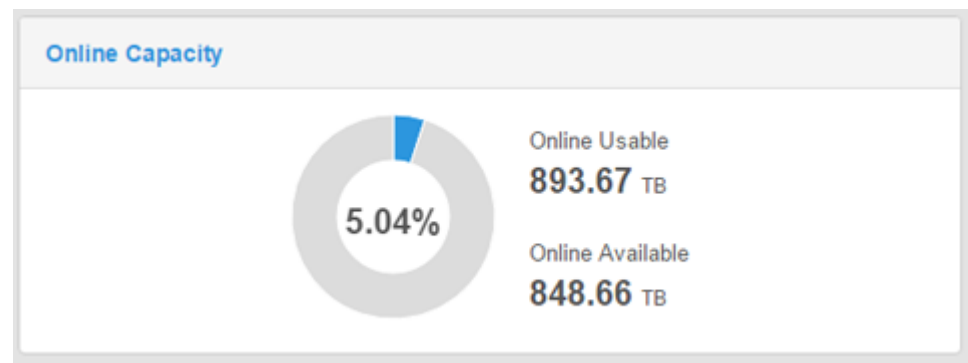 Online Capacity
5.04%
Online Usable
893.67 TB
Online Available
848.66 TB